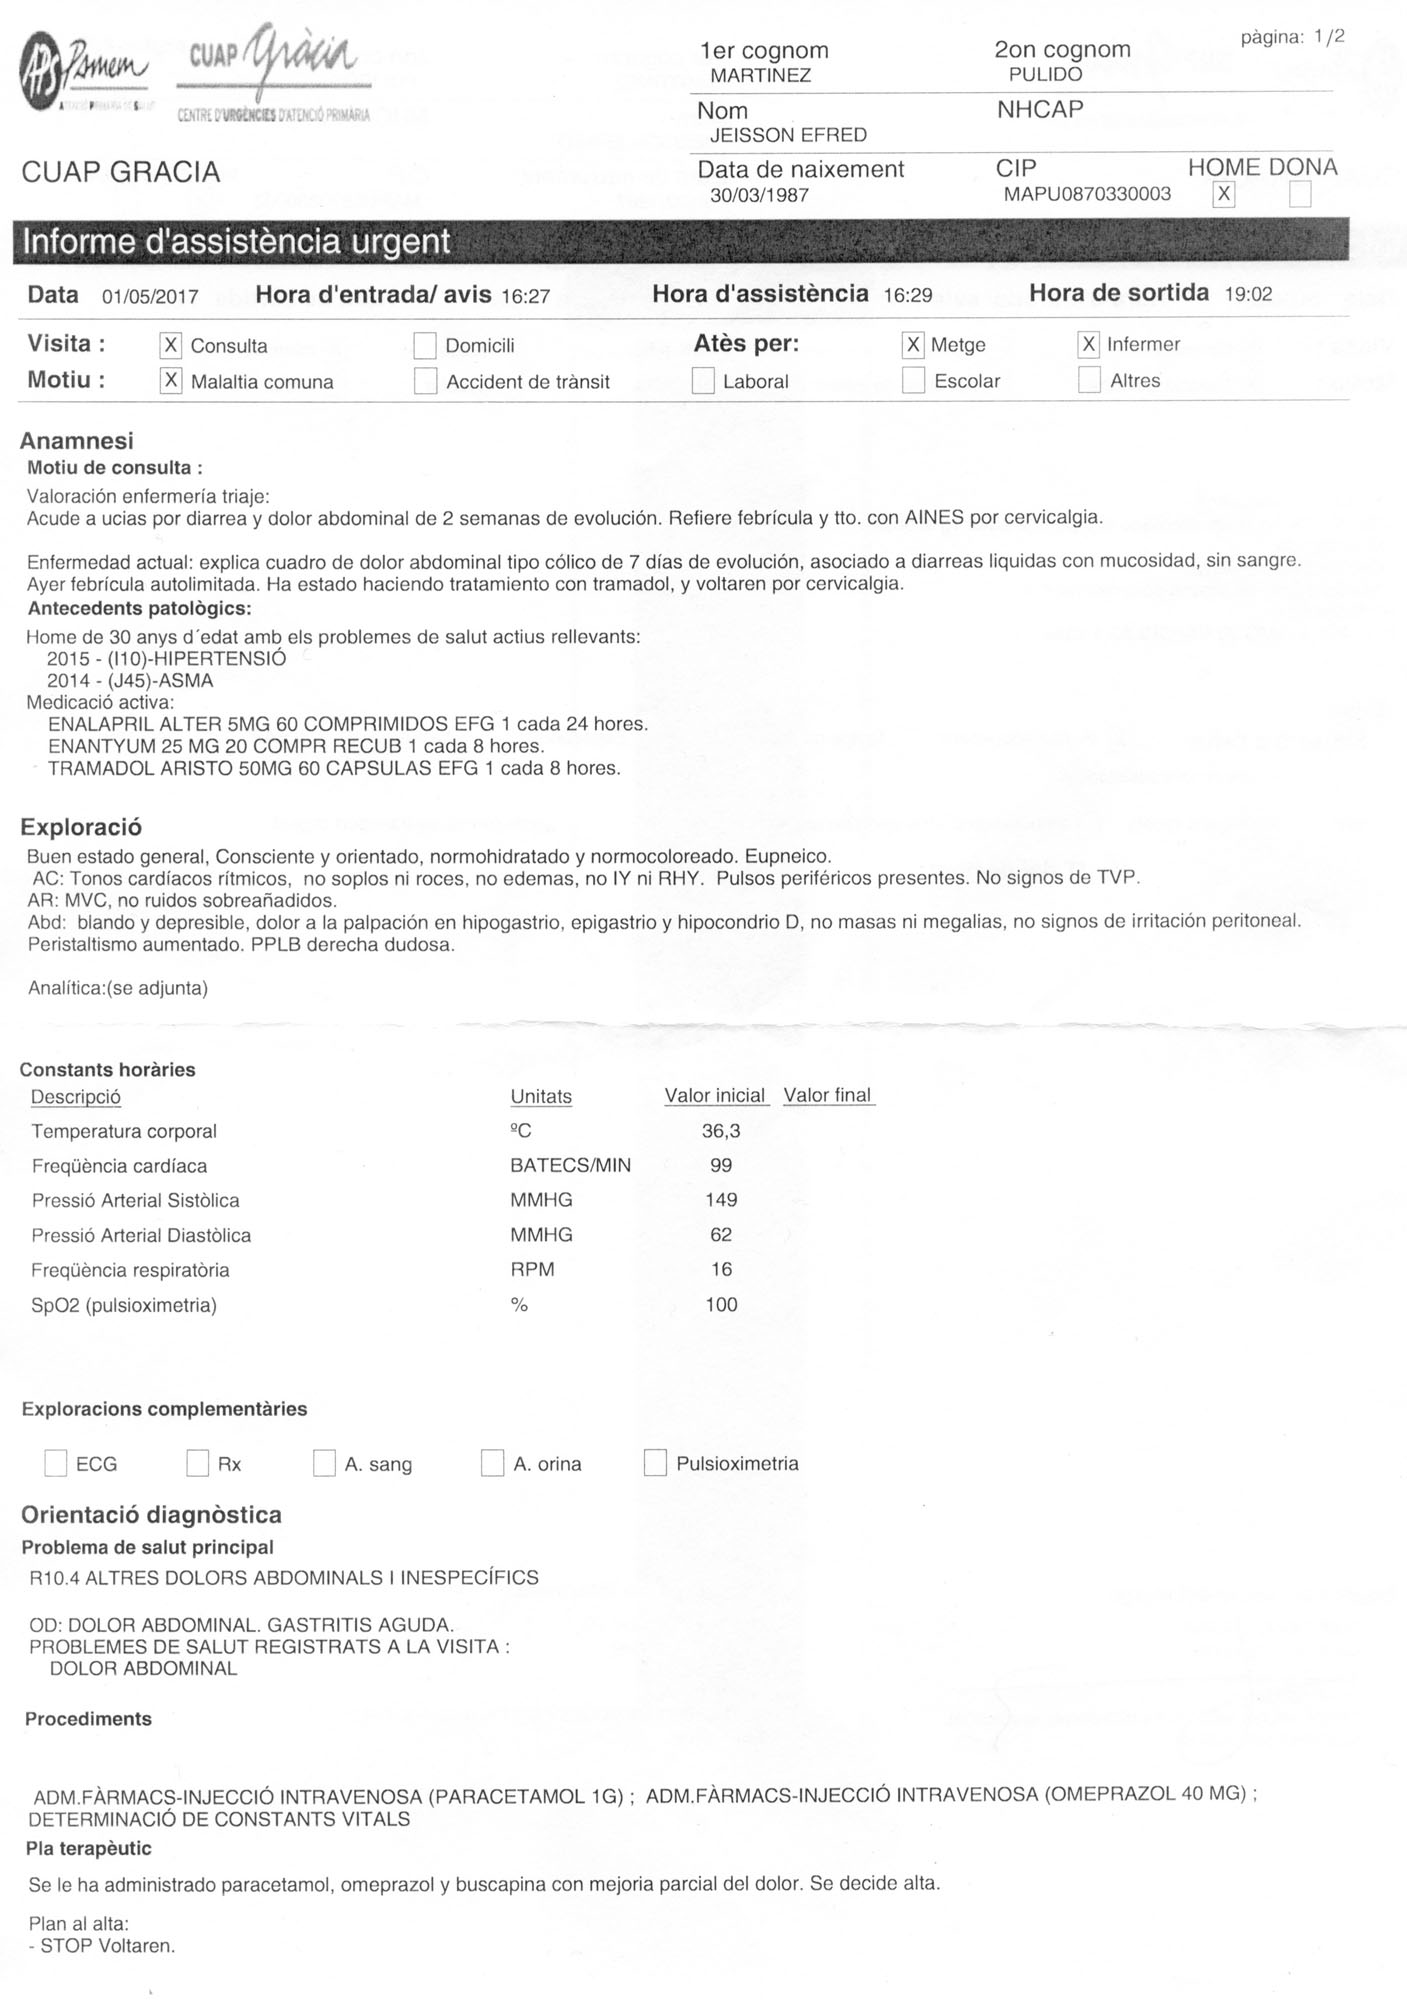 APS Pamem
ATENCIÓ PRIMÀRIA DE SALUT
CUAP Gràcia
CENTRE D'URGÈNCIES D'ATENCIÓ PRIMÀRIA
pàgina: 1/2
1er cognom 2on cognom
MARTINEZ PULIDO
Nom NHCAP
JEISSON EFRED
CUAP GRACIA
Data de naixement CIP HOME DONA
30/03/1987 MAPU0870330003 X
Informe d'assistència urgent
Data 01/05/2017 Hora d'entrada/ avis 16:27 Hora d'assistència 16:29 Hora de sortida 19:02
Visita : X Consulta Domicili Atès per: X Metge X Infermer
Motiu : X Malaltia comuna Accident de trànsit Laboral Escolar Altres
Anamnesi
Motiu de consulta :
Valoración enfermería triaje:
Acude a ucias por diarrea y dolor abdominal de 2 semanas de evolución. Refiere febrícula y tto. con AINES por cervicalgia.
Enfermedad actual: explica cuadro de dolor abdominal tipo cólico de 7 días de evolución, asociado a diarreas liquidas con mucosidad, sin sangre.
Ayer febrícula autolimitada. Ha estado haciendo tratamiento con tramadol, y voltaren por cervicalgia.
Antecedents patològics:
Home de 30 anys d´edat amb els problemes de salut actius rellevants:
2015 - (I10)-HIPERTENSIÓ
2014 - (J45)-ASMA
Medicació activa:
ENALAPRIL ALTER 5MG 60 COMPRIMIDOS EFG 1 cada 24 hores.
ENANTYUM 25 MG 20 COMPR RECUB 1 cada 8 hores.
TRAMADOL ARISTO 50MG 60 CAPSULAS EFG 1 cada 8 hores.
Exploració
Buen estado general, Consciente y orientado, normohidratado y normocoloreado. Eupneico.
AC: Tonos cardíacos rítmicos, no soplos ni roces, no edemas, no IY ni RHY. Pulsos periféricos presentes. No signos de TVP.
AR: MVC, no ruidos sobreañadidos.
Abd: blando y depresible, dolor a la palpación en hipogastrio, epigastrio y hipocondrio D, no masas ni megalias, no signos de irritación peritoneal.
Peristaltismo aumentado. PPLB derecha dudosa.
Analítica:(se adjunta)
Constants horàries
Descripció Unitats Valor inicial Valor final
Temperatura corporal ºC 36,3
Freqüència cardíaca BATECS/MIN 99
Pressió Arterial Sistòlica MMHG 149
Pressió Arterial Diastòlica MMHG 62
Freqüència respiratòria RPM 16
SpO2 (pulsioximetria) % 100
Exploracions complementàries
ECG Rx A. sang A. orina Pulsioximetria
Orientació diagnòstica
Problema de salut principal
R10.4 ALTRES DOLORS ABDOMINALS I INESPECÍFICS
OD: DOLOR ABDOMINAL. GASTRITIS AGUDA.
PROBLEMES DE SALUT REGISTRATS A LA VISITA :
DOLOR ABDOMINAL
Procediments
ADM.FÀRMACS-INJECCIÓ INTRAVENOSA (PARACETAMOL 1G) ; ADM.FÀRMACS-INJECCIÓ INTRAVENOSA (OMEPRAZOL 40 MG) ;
DETERMINACIÓ DE CONSTANTS VITALS
Pla terapèutic
Se le ha administrado paracetamol, omeprazol y buscapina con mejoria parcial del dolor. Se decide alta.
Plan al alta:
- STOP Voltaren.